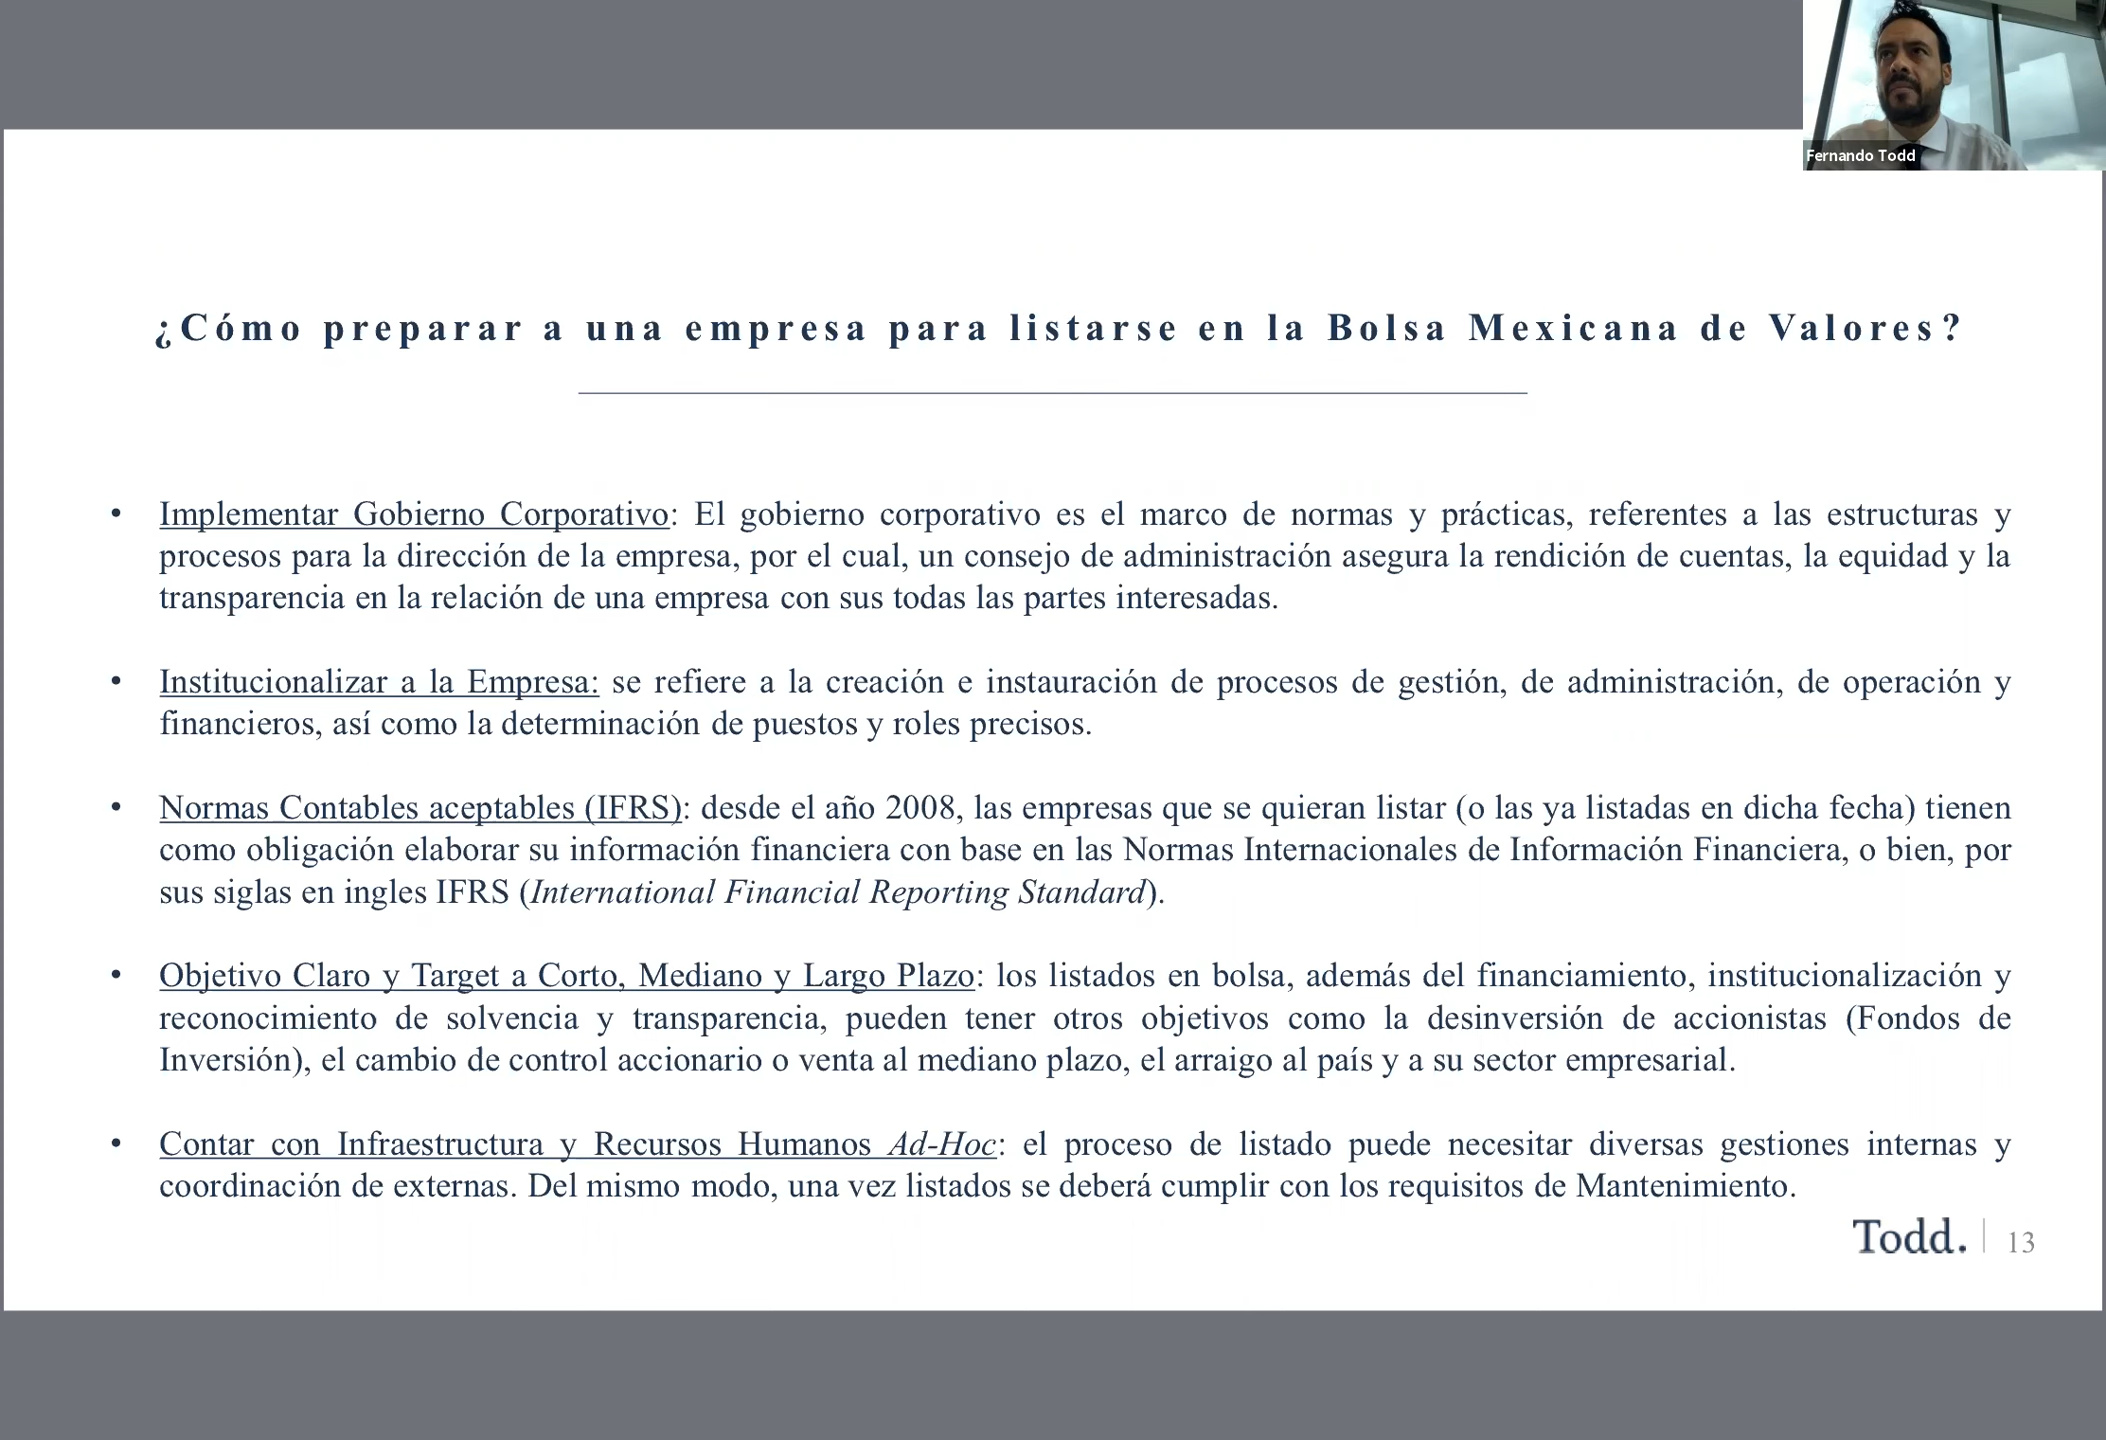 Fernando Todd
¿Cómo preparar a una empresa para listarse en la Bolsa Mexicana de Valores?
• Implementar Gobierno Corporativo: El gobierno corporativo es el marco de normas y prácticas, referentes a las estructuras y
procesos para la dirección de la empresa, por el cual, un consejo de administración asegura la rendición de cuentas, la equidad y la
transparencia en la relación de una empresa con sus todas las partes interesadas.
• Institucionalizar a la Empresa: se refiere a la creación e instauración de procesos de gestión, de administración, de operación y
financieros, así como la determinación de puestos y roles precisos.
• Normas Contables aceptables (IFRS): desde el año 2008, las empresas que se quieran listar (o las ya listadas en dicha fecha) tienen
como obligación elaborar su información financiera con base en las Normas Internacionales de Información Financiera, o bien, por
sus siglas en ingles IFRS (International Financial Reporting Standard).
• Objetivo Claro y Target a Corto, Mediano y Largo Plazo: los listados en bolsa, además del financiamiento, institucionalización y
reconocimiento de solvencia y transparencia, pueden tener otros objetivos como la desinversión de accionistas (Fondos de
Inversión), el cambio de control accionario o venta al mediano plazo, el arraigo al país y a su sector empresarial.
• Contar con Infraestructura y Recursos Humanos Ad-Hoc: el proceso de listado puede necesitar diversas gestiones internas y
coordinación de externas. Del mismo modo, una vez listados se deberá cumplir con los requisitos de Mantenimiento.
Todd. | 13